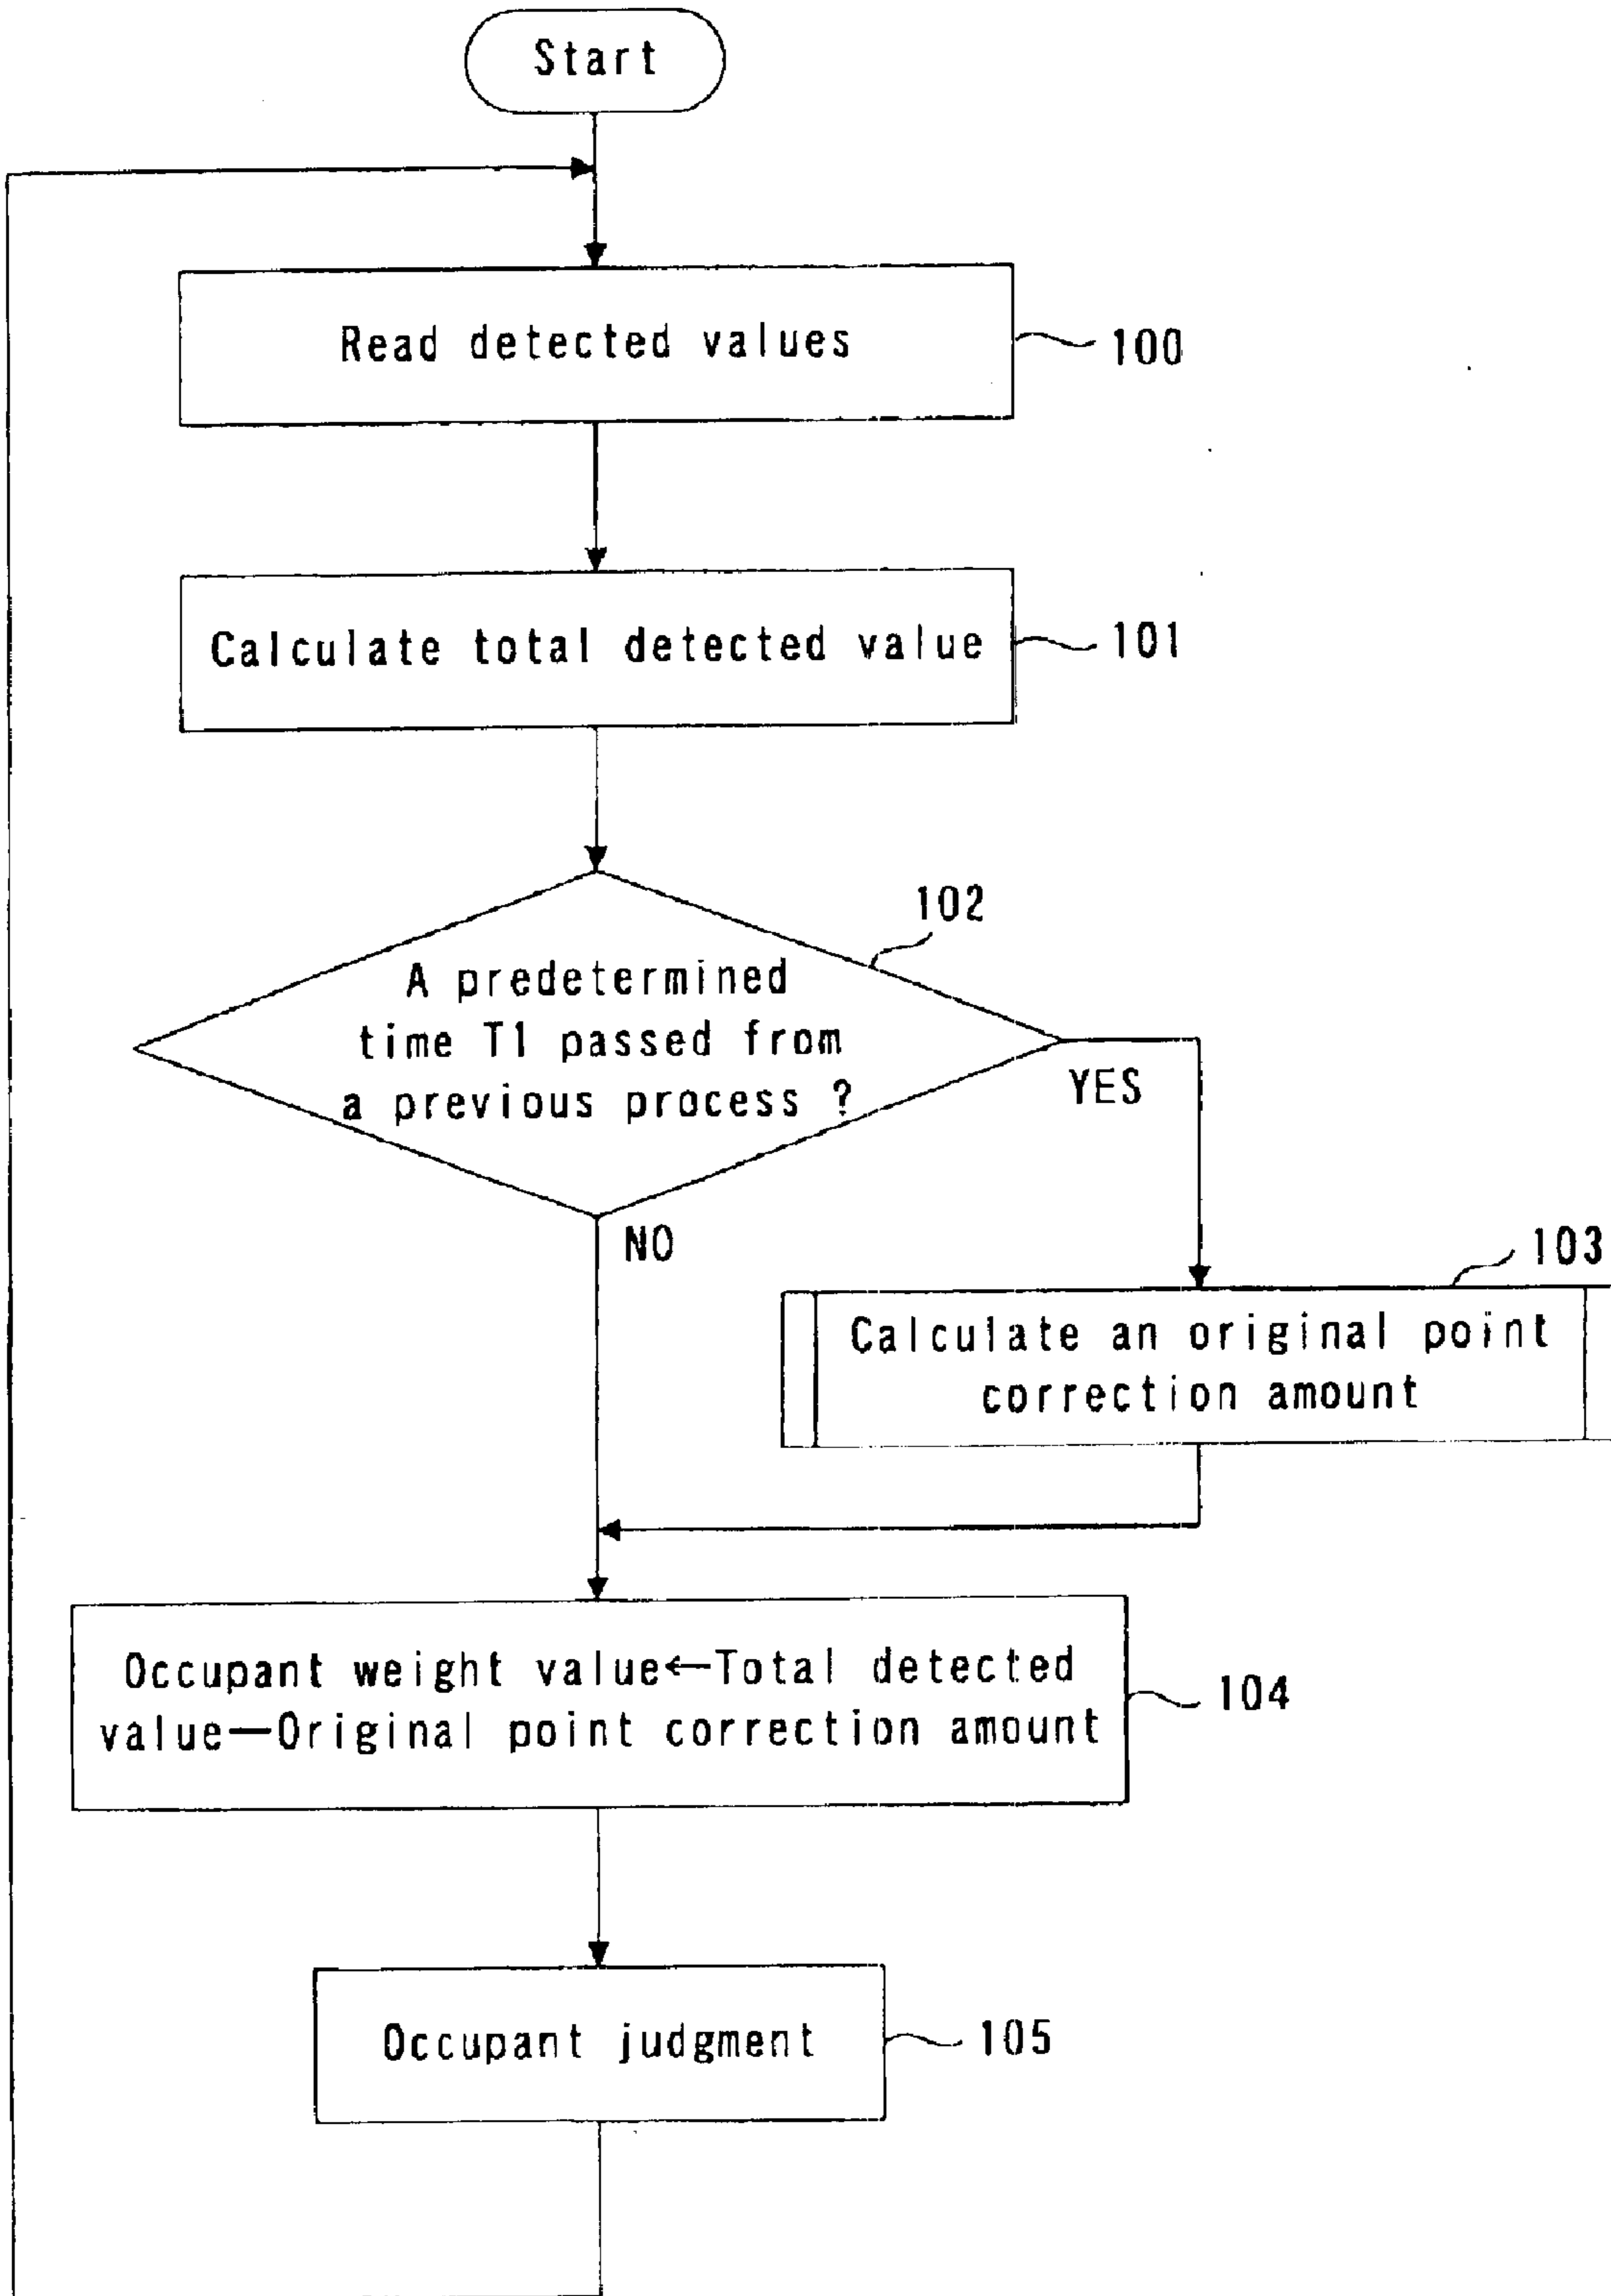 Start
Read detected values
100
Calculate total detected value
101
102
A predetermined
time T1 passed from
a previous process ?
YES
NO
103
Calculate an original point
correction amount
Occupant weight value←Total detected
value—Original point correction amount
104
Occupant judgment
105